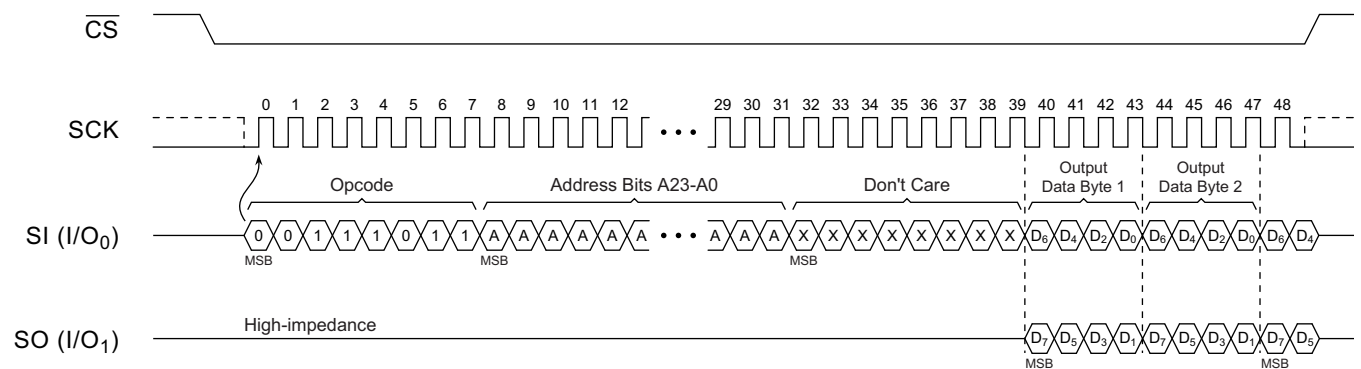 CS
0 1 2 3 4 5 6 7 8 9 10 11 12 29 30 31 32 33 34 35 36 37 38 39 40 41 42 43 44 45 46 47 48
SCK
Opcode
Address Bits A23-A0
Don't Care
Output
Data Byte 1
Output
Data Byte 2
SI (I/O₀)
0 0 1 1 1 0 1 1 A A A A A A A A A X X X X X X X X D₆ D₄ D₂ D₀ D₆ D₄ D₂ D₀ D₆ D₄
MSB MSB MSB
High-impedance
SO (I/O₁)
D₇ D₅ D₃ D₁ D₇ D₅ D₃ D₁ D₇ D₅
MSB MSB